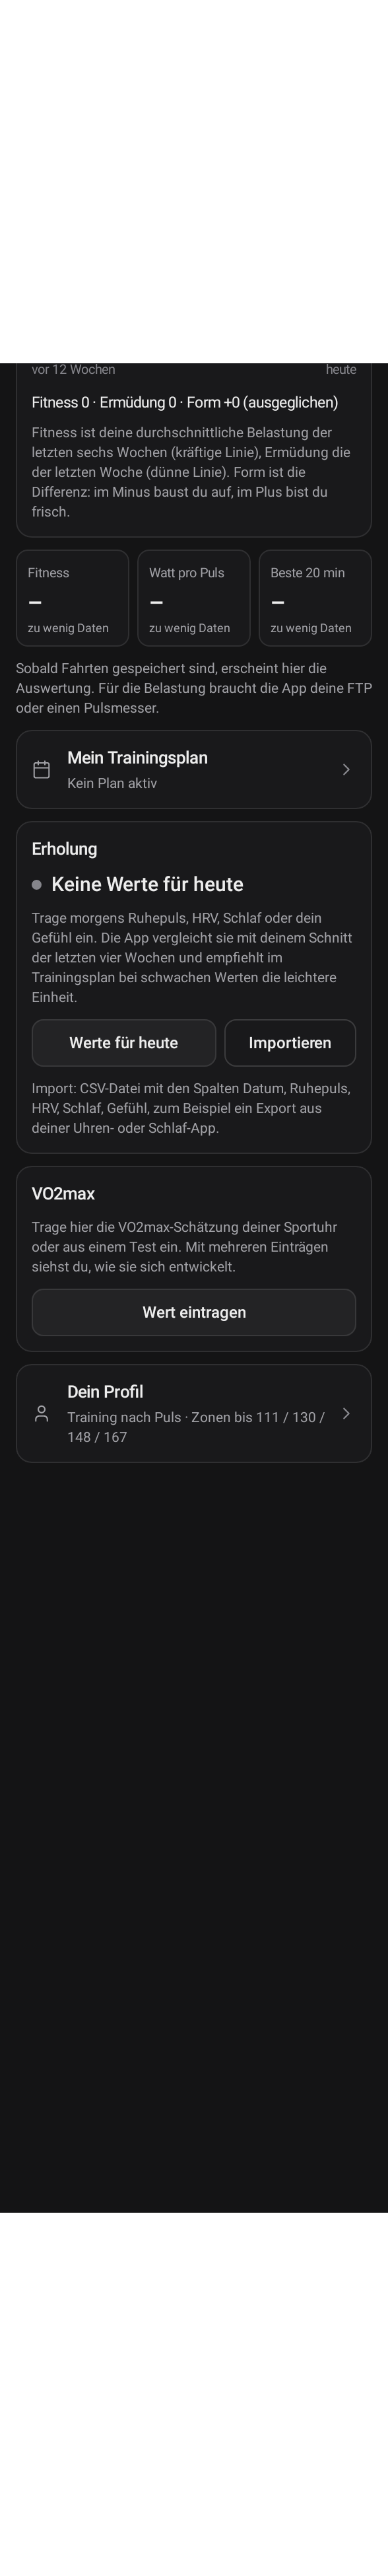 vor 12 Wochen
heute
Fitness 0 · Ermüdung 0 · Form +0 (ausgeglichen)
Fitness ist deine durchschnittliche Belastung der
letzten sechs Wochen (kräftige Linie), Ermüdung die
der letzten Woche (dünne Linie). Form ist die
Differenz: im Minus baust du auf, im Plus bist du
frisch.
Fitness
–
zu wenig Daten
Watt pro Puls
–
zu wenig Daten
Beste 20 min
–
zu wenig Daten
Sobald Fahrten gespeichert sind, erscheint hier die
Auswertung. Für die Belastung braucht die App deine FTP
oder einen Pulsmesser.
Mein Trainingsplan
Kein Plan aktiv
Erholung
Keine Werte für heute
Trage morgens Ruhepuls, HRV, Schlaf oder dein
Gefühl ein. Die App vergleicht sie mit deinem Schnitt
der letzten vier Wochen und empfiehlt im
Trainingsplan bei schwachen Werten die leichtere
Einheit.
Werte für heute
Importieren
Import: CSV-Datei mit den Spalten Datum, Ruhepuls,
HRV, Schlaf, Gefühl, zum Beispiel ein Export aus
deiner Uhren- oder Schlaf-App.
VO2max
Trage hier die VO2max-Schätzung deiner Sportuhr
oder aus einem Test ein. Mit mehreren Einträgen
siehst du, wie sie sich entwickelt.
Wert eintragen
Dein Profil
Training nach Puls · Zonen bis 111 / 130 /
148 / 167